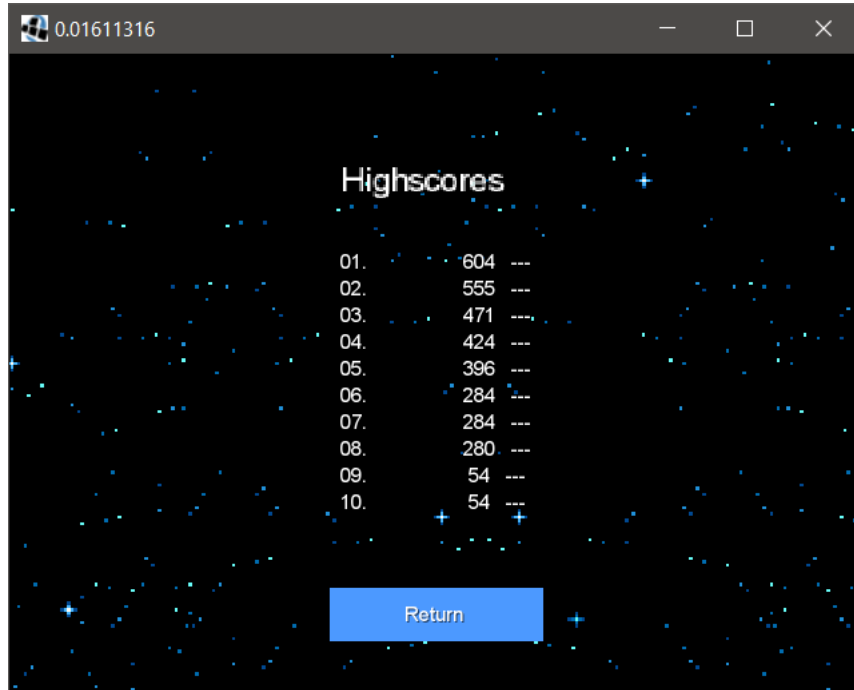 0.01611316
Highscores
01. 604 ---
02. 555 ---
03. 471 ---
04. 424 ---
05. 396 ---
06. 284 ---
07. 284 ---
08. 280 ---
09. 54 ---
10. 54 ---
Return